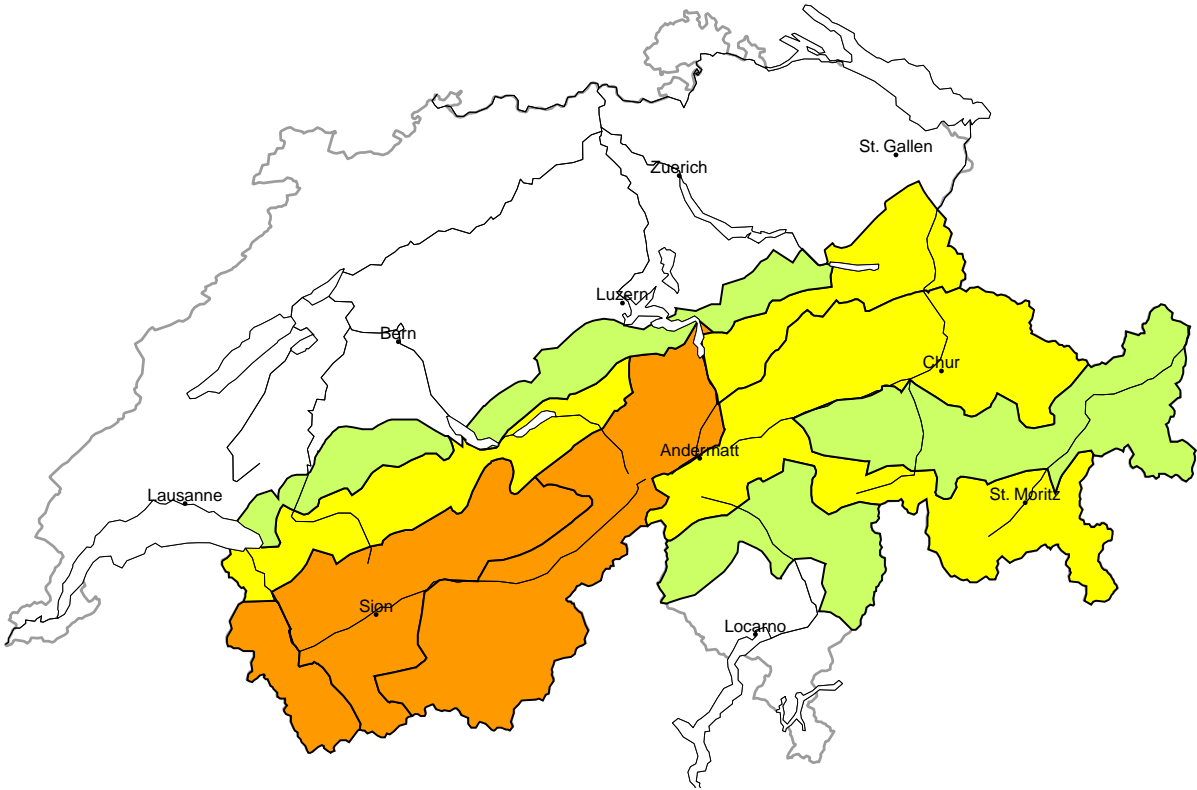 St. Gallen
Zuerich
Luzern
Bern
Chur
Andermatt
St. Moritz
Lausanne
Sion
Locarno